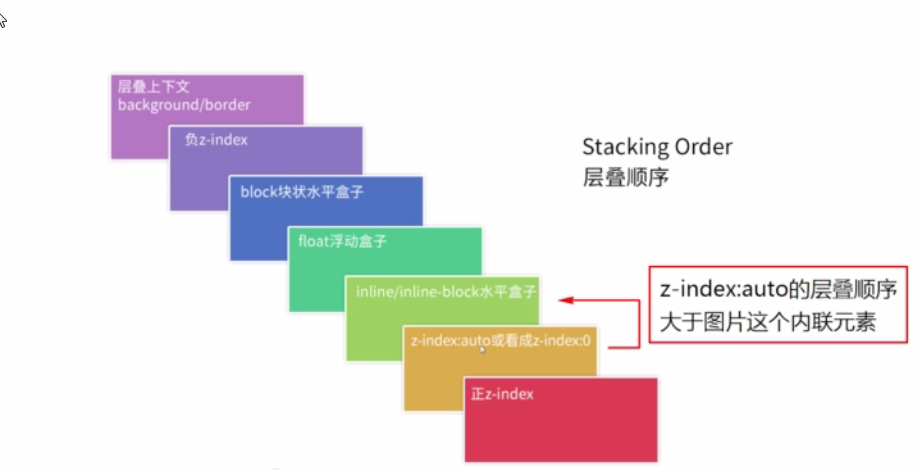 层叠上下文
background/border
负z-index
block块状水平盒子
float浮动盒子
inline/inline-block水平盒子
z-index:auto或看成z-index:0
正z-index
Stacking Order
层叠顺序
z-index:auto的层叠顺序
大于图片这个内联元素